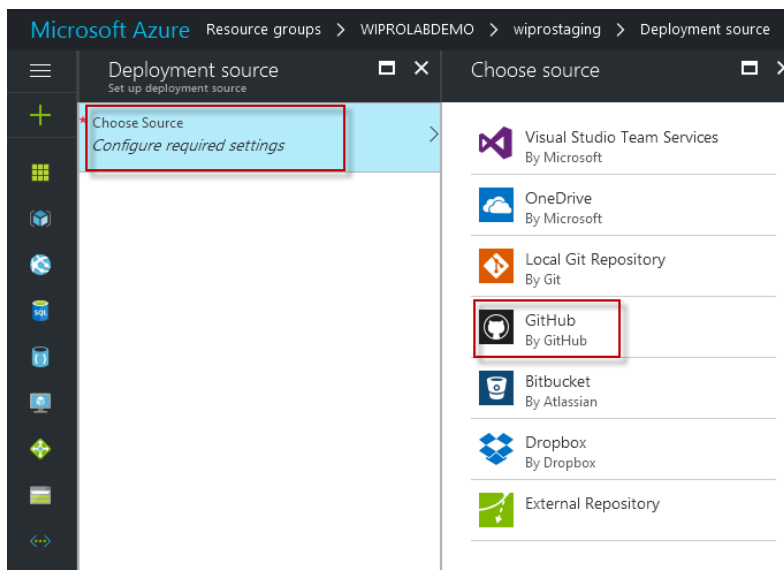 Microsoft Azure Resource groups > WIPROLABDEMO > wiprostaging > Deployment source
Deployment source
Set up deployment source
* Choose Source
Configure required settings
Choose source
Visual Studio Team Services
By Microsoft
OneDrive
By Microsoft
Local Git Repository
By Git
GitHub
By GitHub
Bitbucket
By Atlassian
Dropbox
By Dropbox
External Repository
SQL